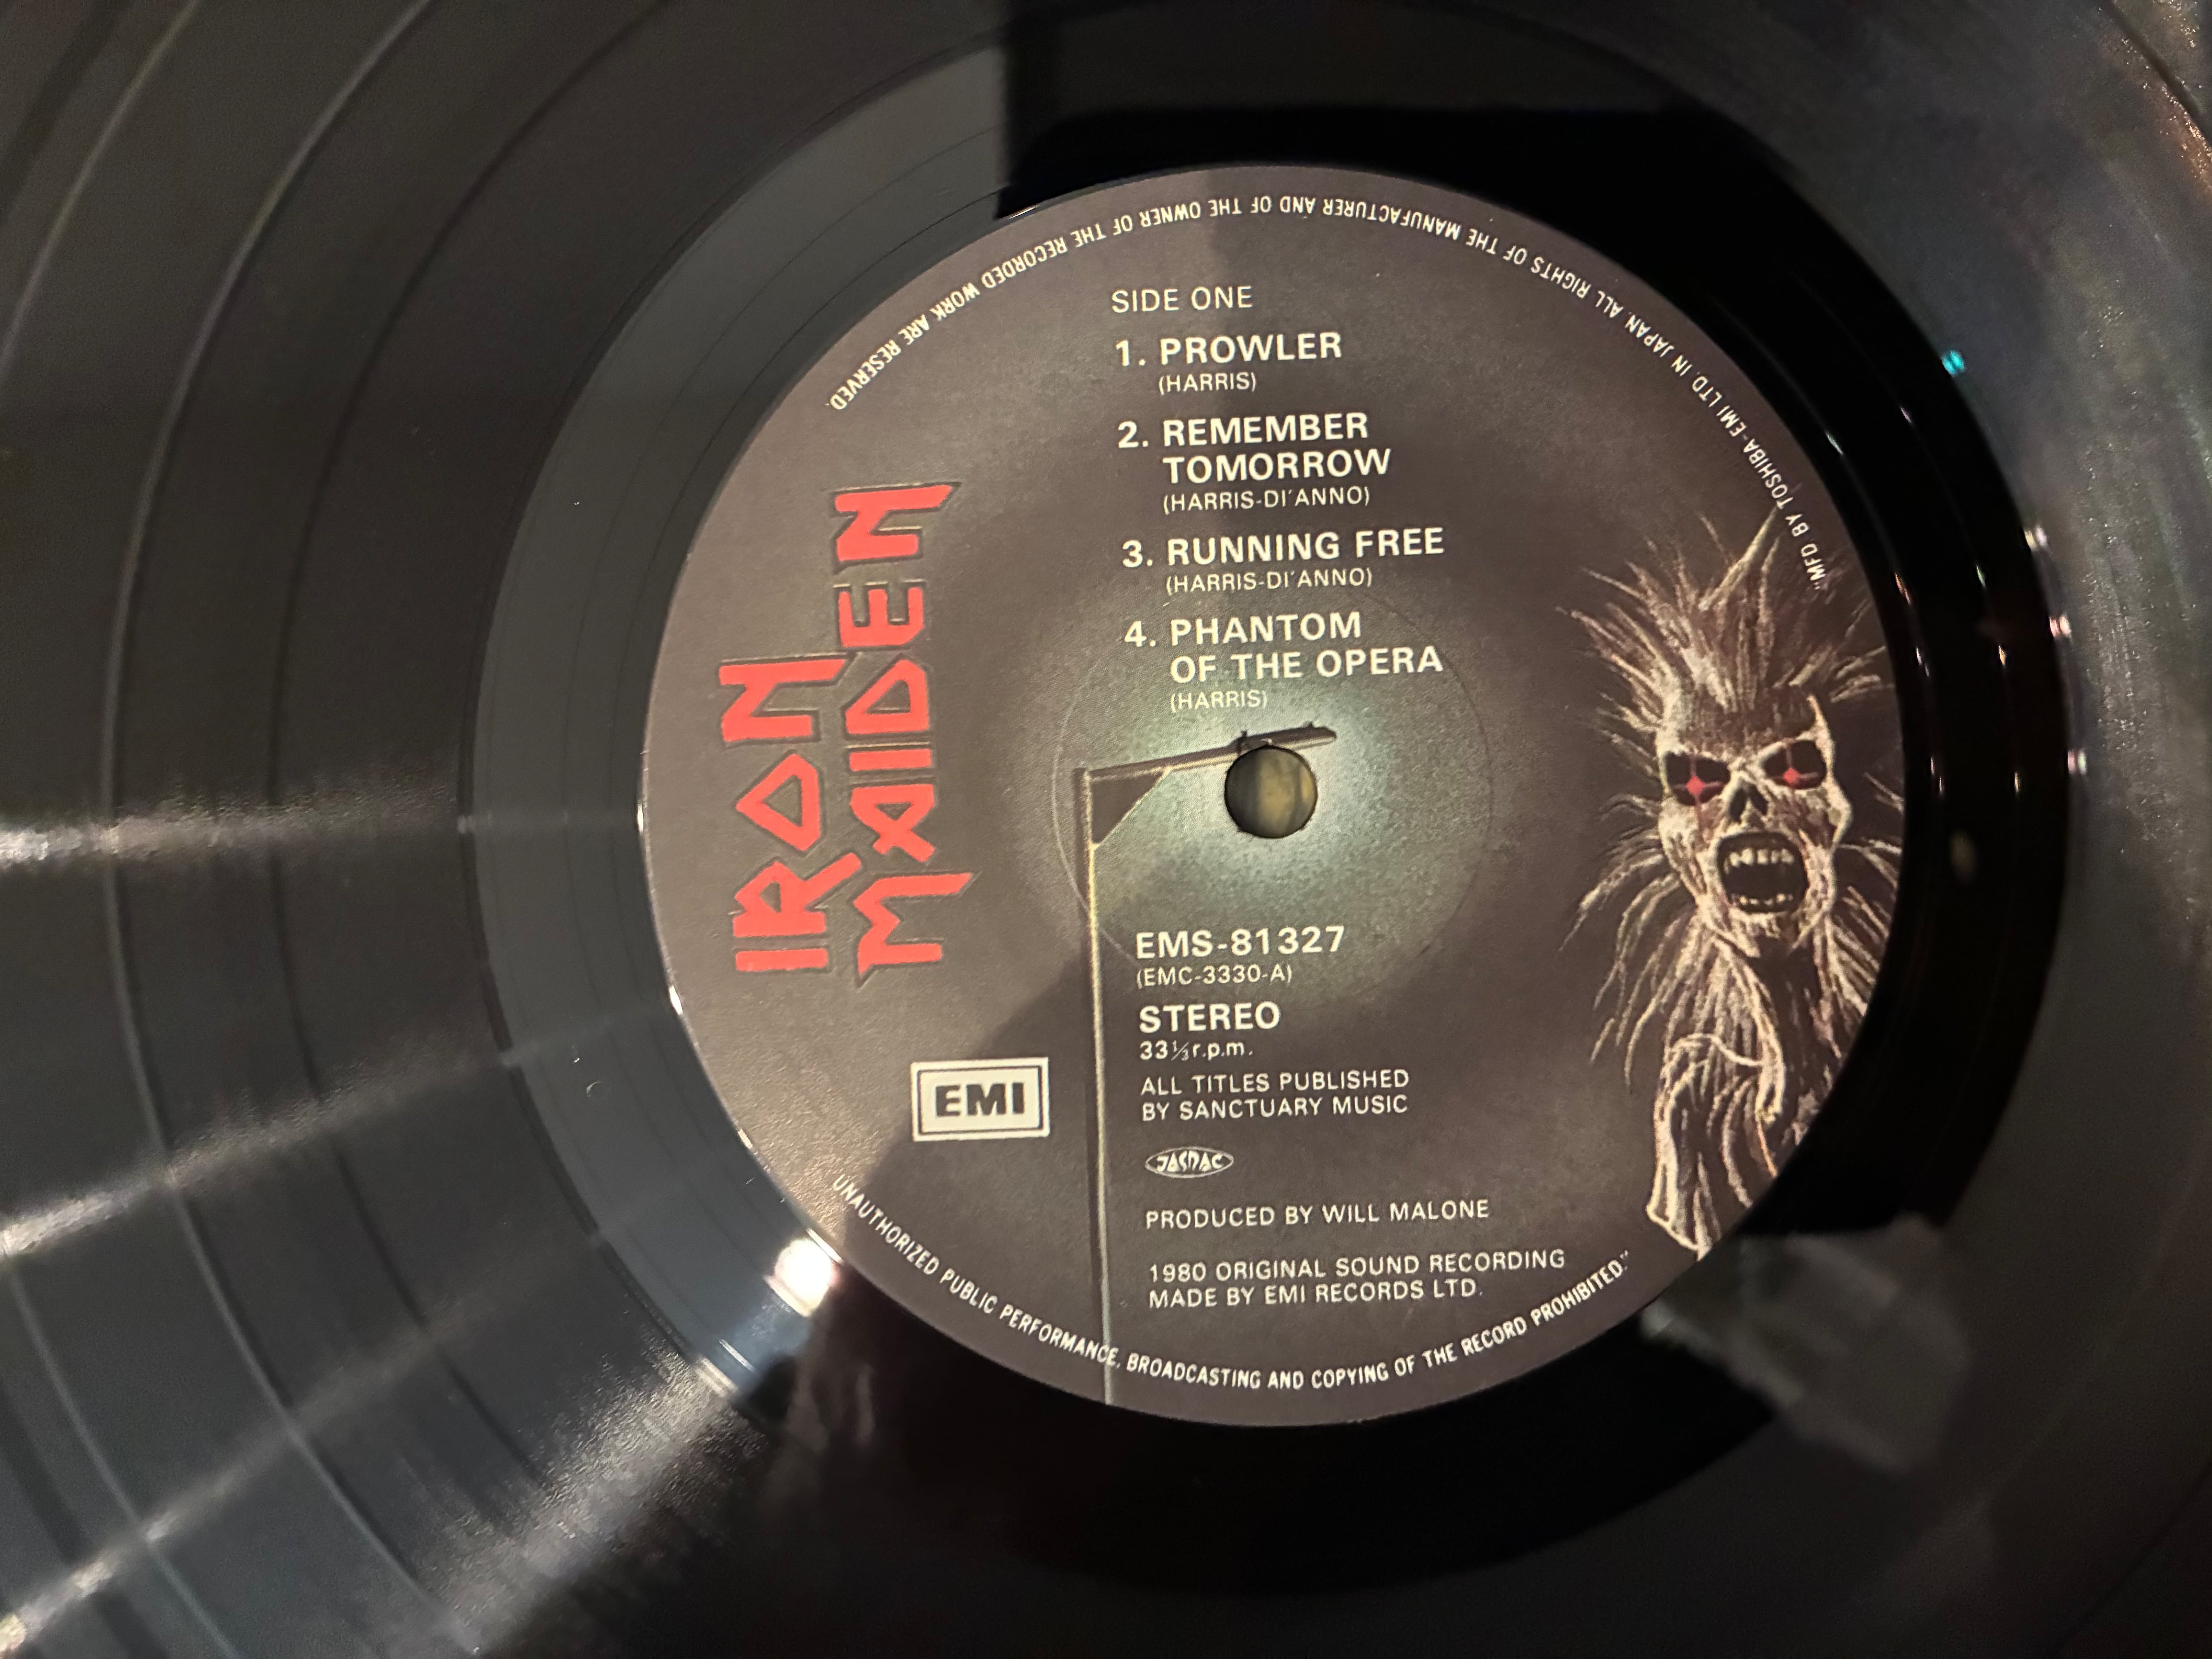 IRON
MAIDEN
SIDE ONE
1. PROWLER
(HARRIS)
2. REMEMBER
TOMORROW
(HARRIS-DI'ANNO)
3. RUNNING FREE
(HARRIS-DI'ANNO)
4. PHANTOM
OF THE OPERA
(HARRIS)
EMS-81327
(EMC-3330-A)
STEREO
33⅓r.p.m.
ALL TITLES PUBLISHED
BY SANCTUARY MUSIC
JASRAC
PRODUCED BY WILL MALONE
1980 ORIGINAL SOUND RECORDING
MADE BY EMI RECORDS LTD.
EMI
"MFD BY TOSHIBA-EMI LTD. IN JAPAN. ALL RIGHTS OF THE MANUFACTURER AND OF THE OWNER OF THE RECORDED WORK ARE RESERVED.
UNAUTHORIZED PUBLIC PERFORMANCE, BROADCASTING AND COPYING OF THE RECORD PROHIBITED."